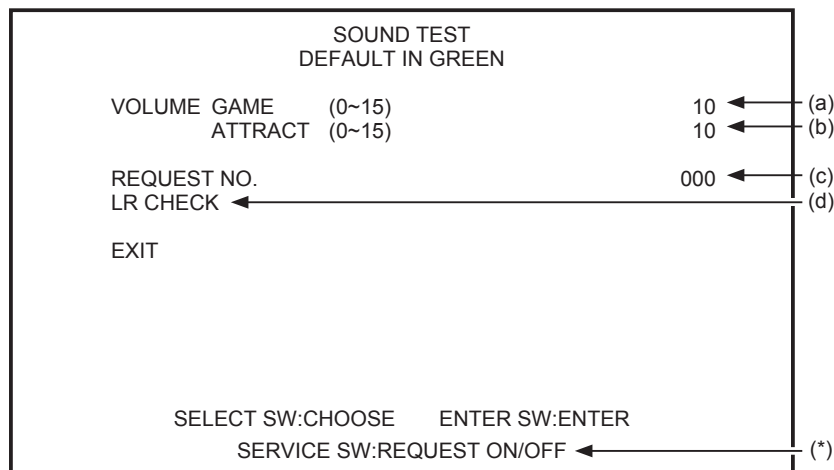 SOUND TEST
DEFAULT IN GREEN
VOLUME GAME (0~15) 10 (a)
ATTRACT (0~15) 10 (b)
REQUEST NO. 000 (c)
LR CHECK (d)
EXIT
SELECT SW:CHOOSE ENTER SW:ENTER
SERVICE SW:REQUEST ON/OFF (*)